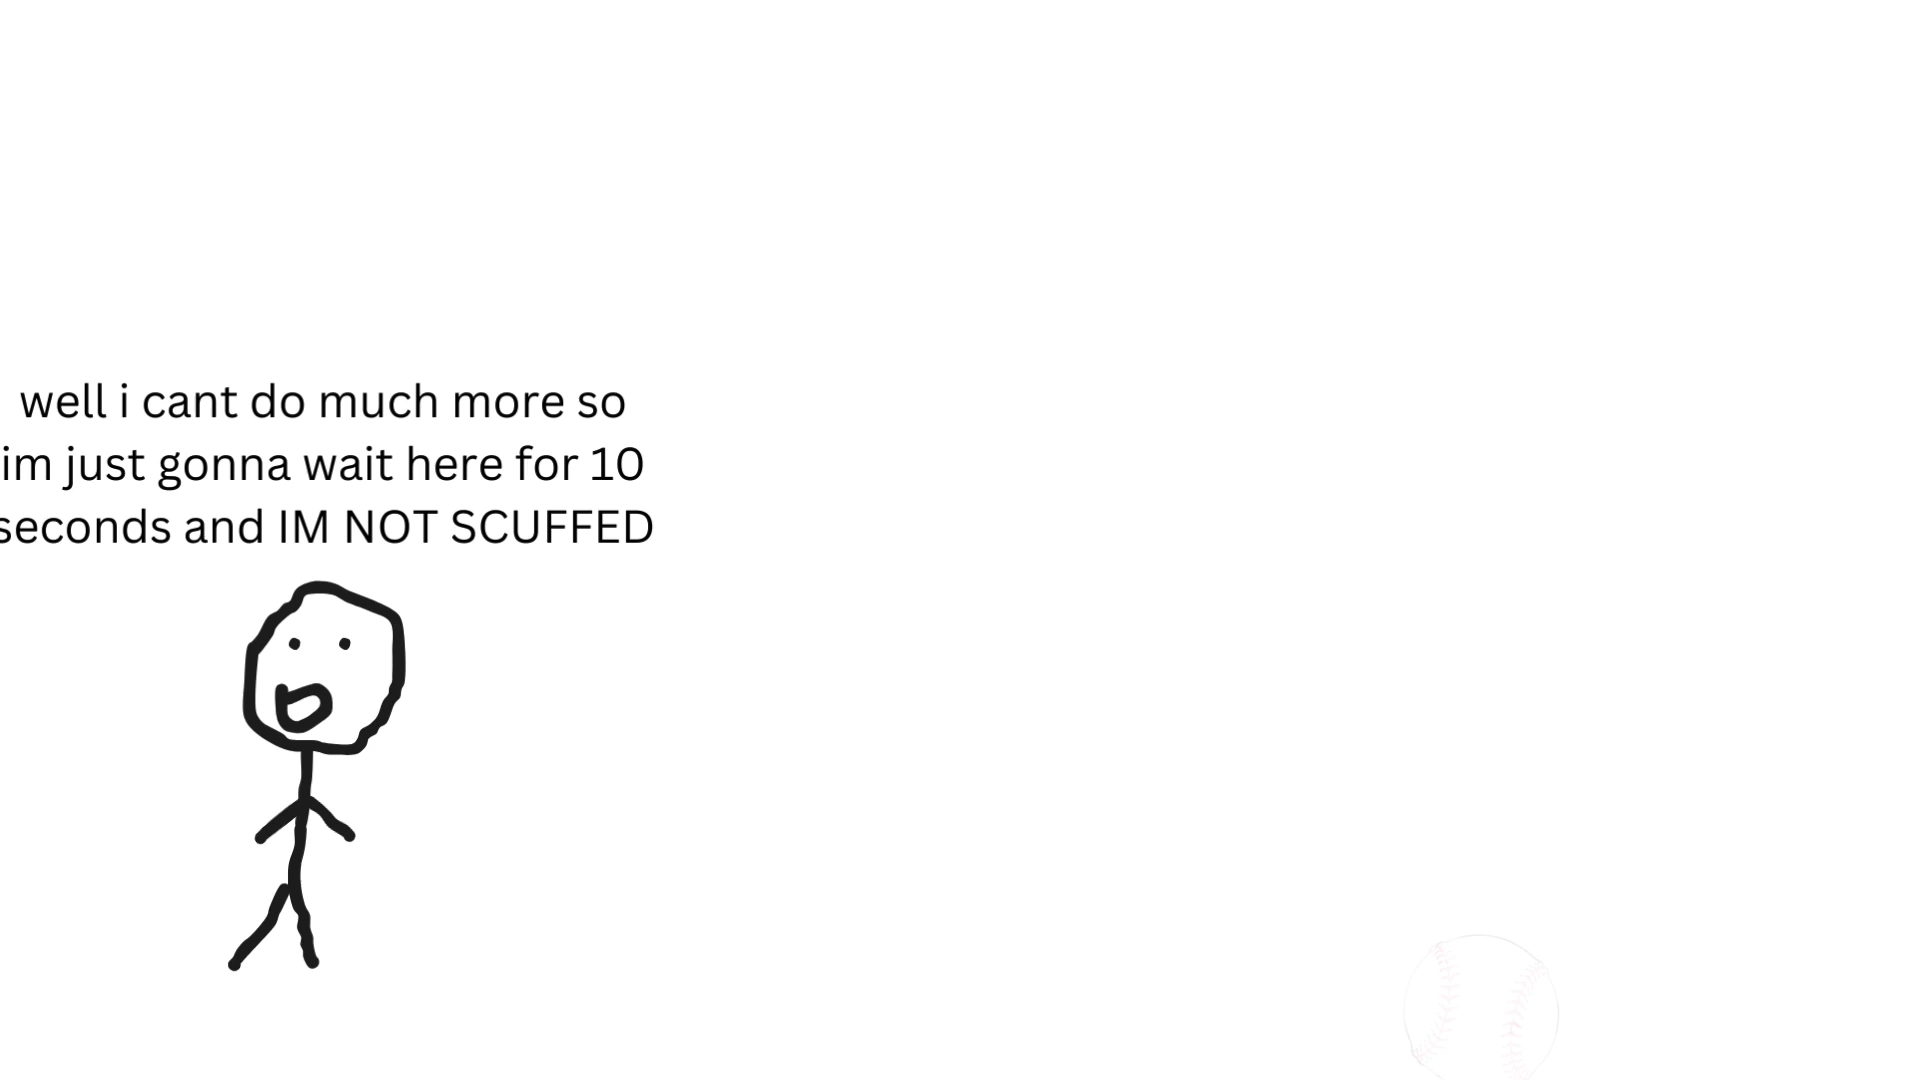 well i cant do much more so
im just gonna wait here for 10
seconds and IM NOT SCUFFED